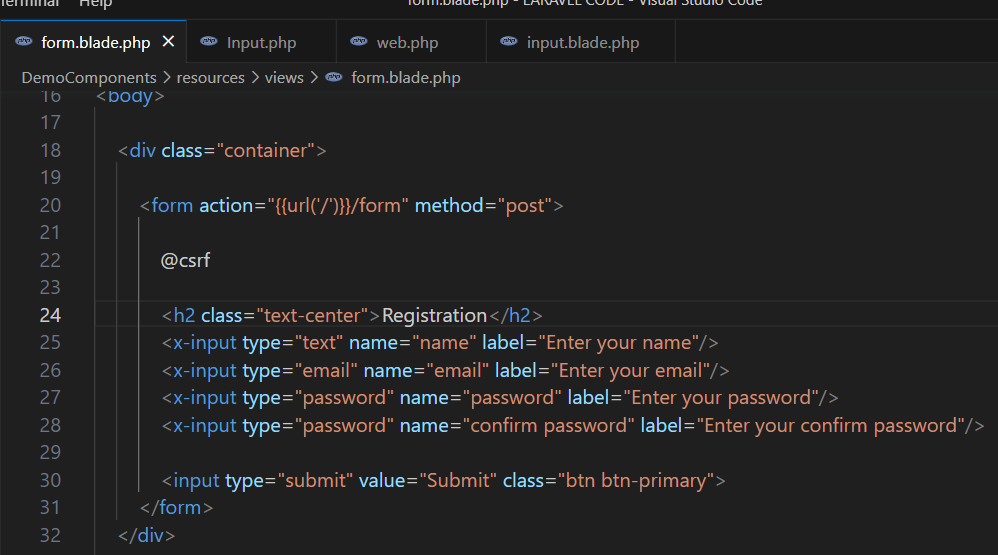 Terminal Help form.blade.php - LARAVEL CODE - Visual Studio Code
form.blade.php Input.php web.php input.blade.php
DemoComponents > resources > views > form.blade.php
16 <body>
17
18 <div class="container">
19
20 <form action="{{url('/')}}/form" method="post">
21
22 @csrf
23
24 <h2 class="text-center">Registration</h2>
25 <x-input type="text" name="name" label="Enter your name"/>
26 <x-input type="email" name="email" label="Enter your email"/>
27 <x-input type="password" name="password" label="Enter your password"/>
28 <x-input type="password" name="confirm password" label="Enter your confirm password"/>
29
30 <input type="submit" value="Submit" class="btn btn-primary">
31 </form>
32 </div>